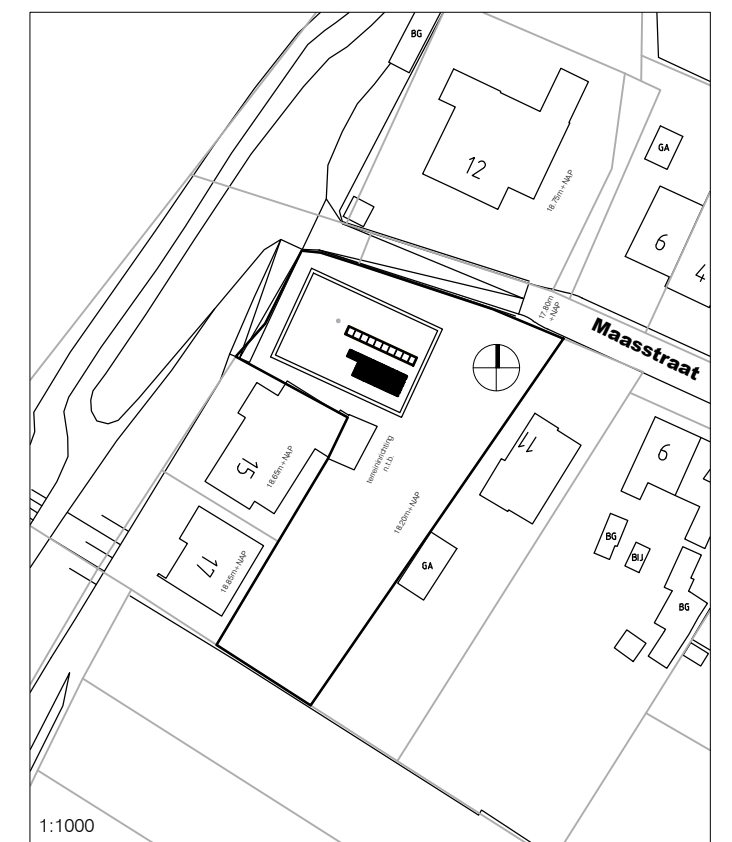 BG
12
GA
18.75m+NAP
6
4
17.80m
+NAP
Maasstraat
15
18.65m+NAP
terreininrichting
n.t.b.
11
9
18.20m+NAP
17
18.85m+NAP
GA
BG
BIJ
BG
1:1000